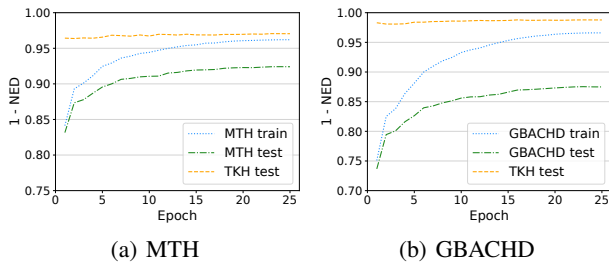 1.00
0.95
0.90
0.85
0.80
0.75
1 - NED
0 5 10 15 20 25
Epoch
MTH train
MTH test
TKH test
(a) MTH
1.00
0.95
0.90
0.85
0.80
0.75
0.70
1 - NED
0 5 10 15 20 25
Epoch
GBACHD train
GBACHD test
TKH test
(b) GBACHD